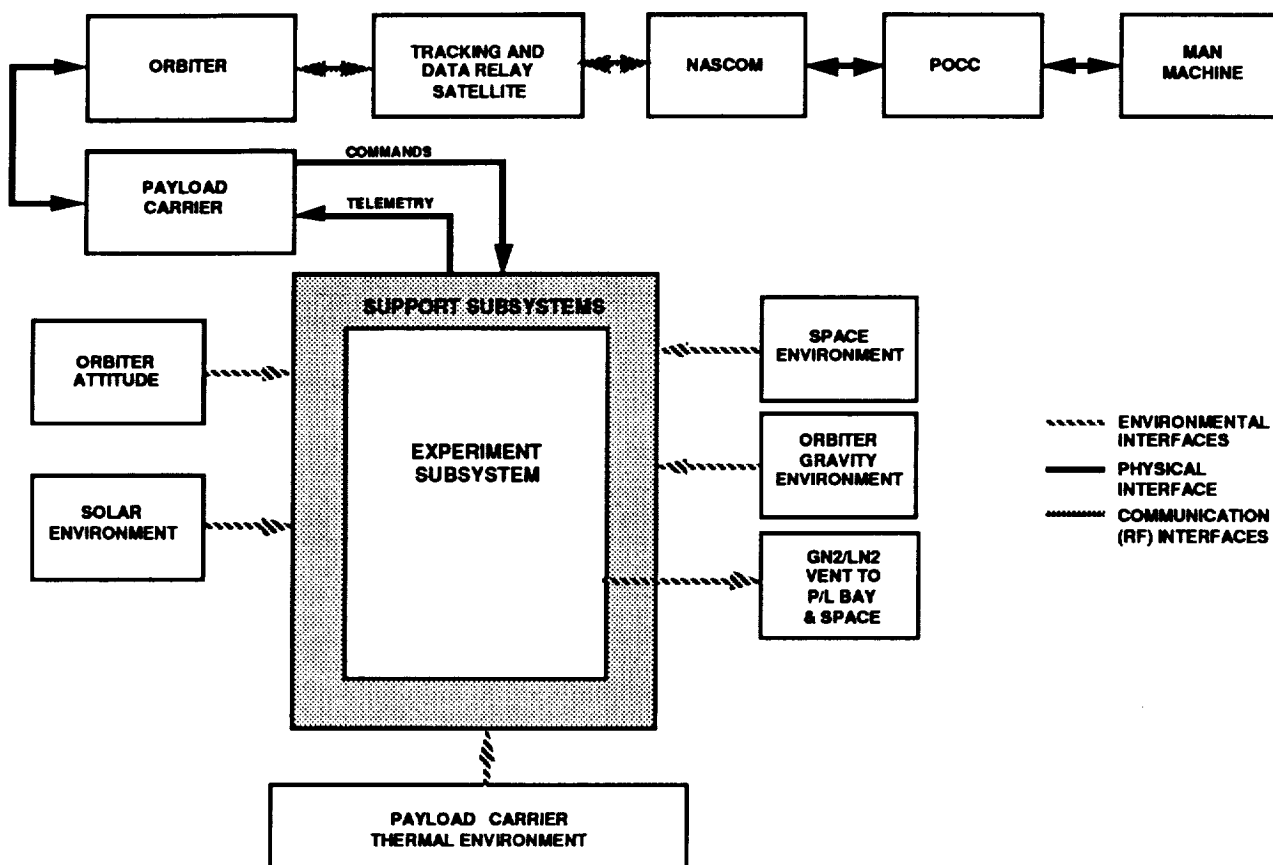 ORBITER
TRACKING AND
DATA RELAY
SATELLITE
NASCOM
POCC
MAN
MACHINE
PAYLOAD
CARRIER
COMMANDS
TELEMETRY
SUPPORT SUBSYSTEMS
EXPERIMENT
SUBSYSTEM
ORBITER
ATTITUDE
SOLAR
ENVIRONMENT
SPACE
ENVIRONMENT
ORBITER
GRAVITY
ENVIRONMENT
GN2/LN2
VENT TO
P/L BAY
& SPACE
ENVIRONMENTAL
INTERFACES
PHYSICAL
INTERFACE
COMMUNICATION
(RF) INTERFACES
PAYLOAD CARRIER
THERMAL ENVIRONMENT